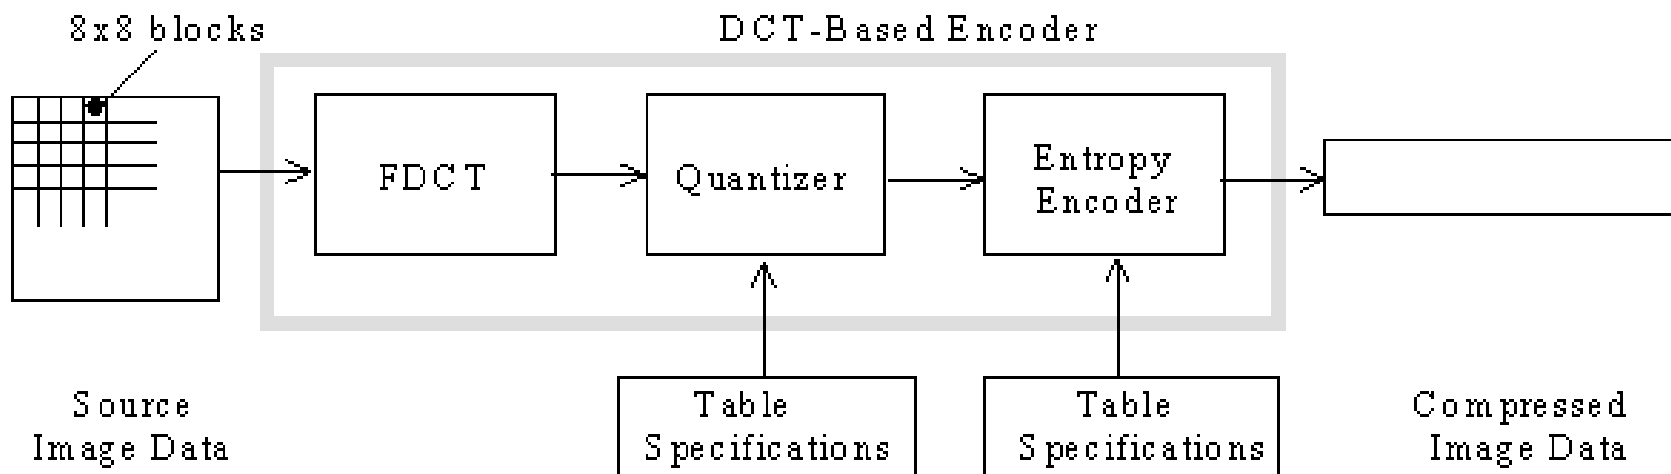 8x8 blocks
DCT-Based Encoder
FDCT
Quantizer
Entropy
Encoder
Source
Image Data
Table
Specifications
Table
Specifications
Compressed
Image Data